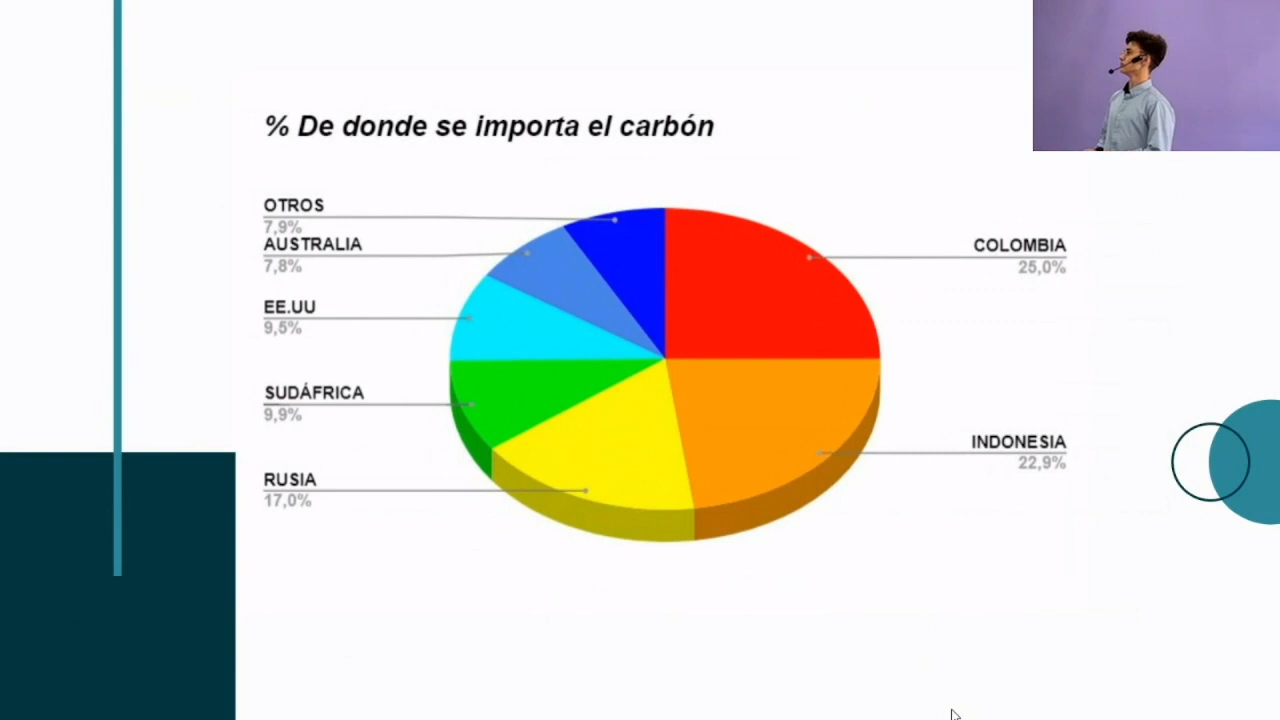 % De donde se importa el carbón
OTROS
7,9%
AUSTRALIA
7,8%
EE.UU
9,5%
SUDÁFRICA
9,9%
RUSIA
17,0%
COLOMBIA
25,0%
INDONESIA
22,9%